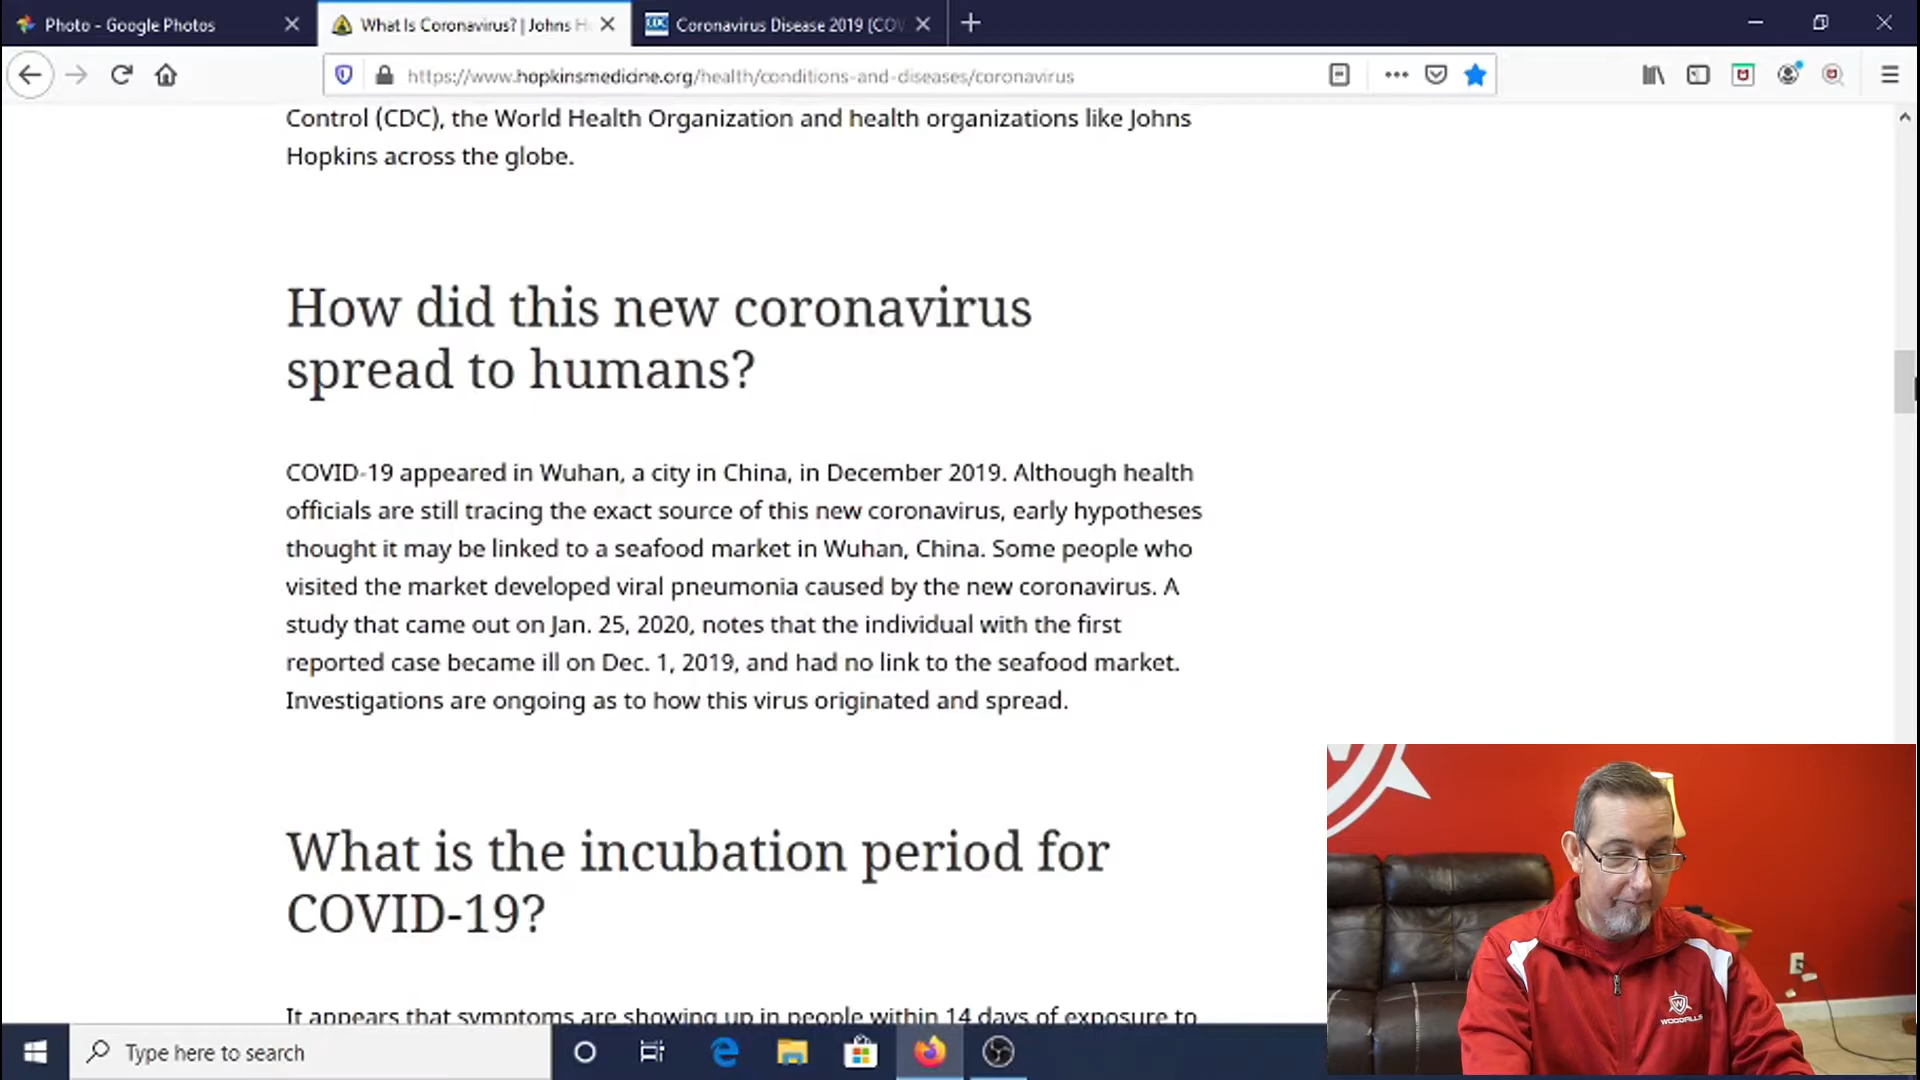 Photo - Google Photos
What Is Coronavirus? | Johns H
Coronavirus Disease 2019 (COV
https://www.hopkinsmedicine.org/health/conditions-and-diseases/coronavirus
Control (CDC), the World Health Organization and health organizations like Johns
Hopkins across the globe.
How did this new coronavirus
spread to humans?
COVID-19 appeared in Wuhan, a city in China, in December 2019. Although health
officials are still tracing the exact source of this new coronavirus, early hypotheses
thought it may be linked to a seafood market in Wuhan, China. Some people who
visited the market developed viral pneumonia caused by the new coronavirus. A
study that came out on Jan. 25, 2020, notes that the individual with the first
reported case became ill on Dec. 1, 2019, and had no link to the seafood market.
Investigations are ongoing as to how this virus originated and spread.
What is the incubation period for
COVID-19?
It appears that symptoms are showing up in people within 14 days of exposure to
Type here to search
CDC
W
WOODALLS